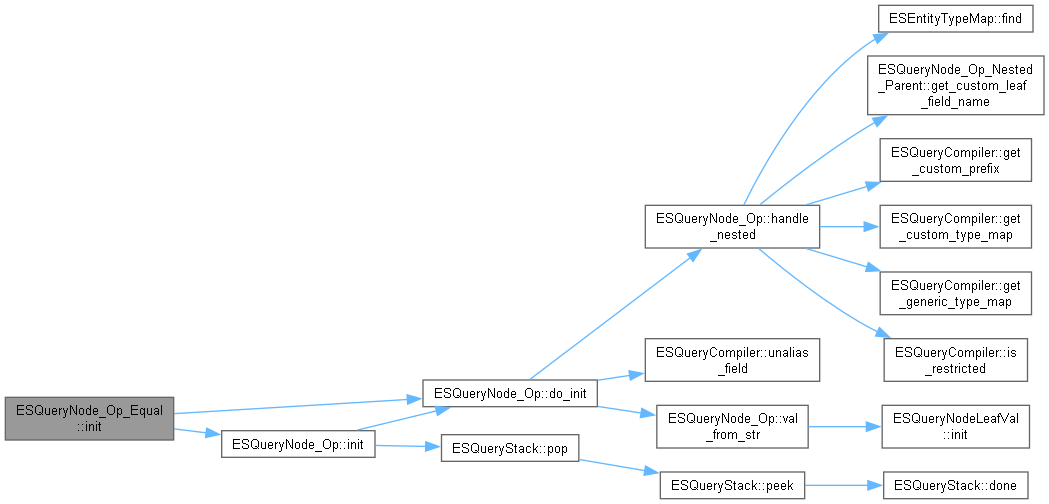 ESEntityTypeMap::find
ESQueryNode_Op_Nested
_Parent::get_custom_leaf
_field_name
ESQueryCompiler::get
_custom_prefix
ESQueryNode_Op::handle
_nested
ESQueryCompiler::get
_custom_type_map
ESQueryCompiler::get
_generic_type_map
ESQueryCompiler::unalias
_field
ESQueryCompiler::is
_restricted
ESQueryNode_Op::do_init
ESQueryNode_Op_Equal
::init
ESQueryNode_Op::val
_from_str
ESQueryNodeLeafVal
::init
ESQueryNode_Op::init
ESQueryStack::pop
ESQueryStack::peek
ESQueryStack::done